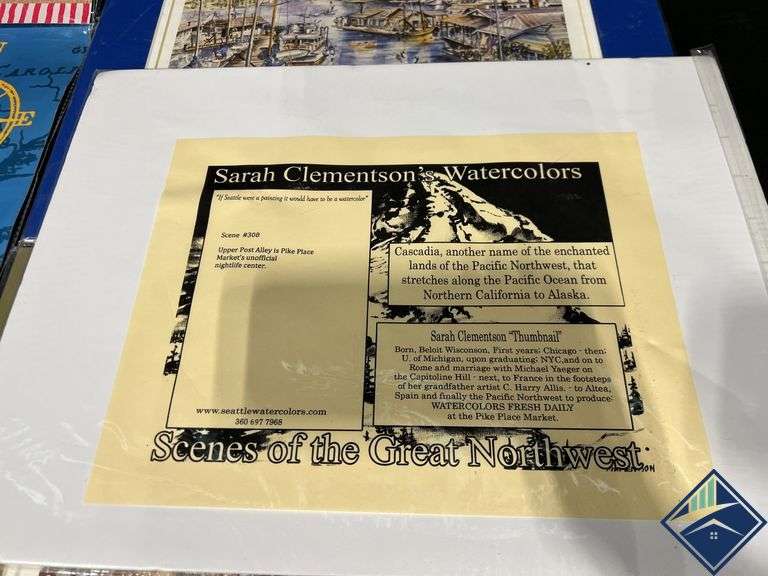 Sarah Clementson's Watercolors
"If Seattle were a painting it would have to be a watercolor"
Scene #308
Upper Post Alley is Pike Place
Market's unofficial
nightlife center.
www.seattlewatercolors.com
360 697 7968
Cascadia, another name of the enchanted
lands of the Pacific Northwest, that
stretches along the Pacific Ocean from
Northern California to Alaska.
Sarah Clementson "Thumbnail"
Born, Beloit Wisconson, First years: Chicago - then:
U. of Michigan, upon graduating: NYC,and on to
Rome and marriage with Michael Yaeger on
the Capitoline Hill - next, to France in the footsteps
of her grandfather artist C. Harry Allis. - to Altea,
Spain and finally the Pacific Northwest to produce:
WATERCOLORS FRESH DAILY
at the Pike Place Market.
Scenes of the Great Northwest